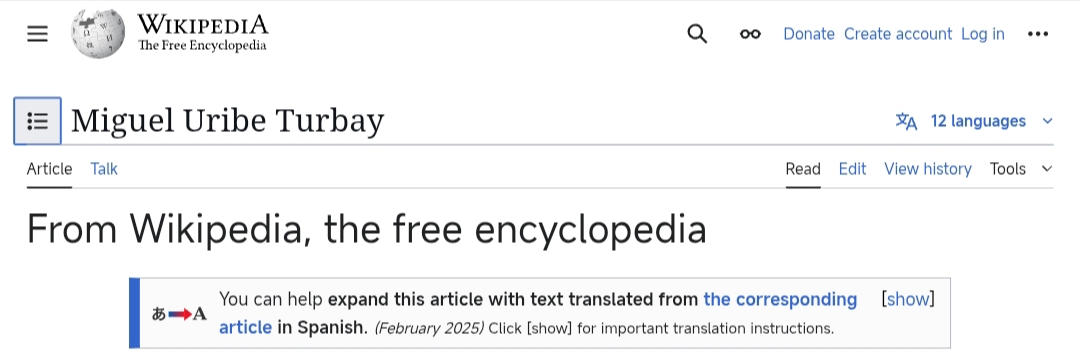 WIKIPEDIA
The Free Encyclopedia
Donate Create account Log in
Miguel Uribe Turbay
12 languages
Article Talk
Read Edit View history Tools
From Wikipedia, the free encyclopedia
You can help expand this article with text translated from the corresponding [show]
article in Spanish. (February 2025) Click [show] for important translation instructions.
あ A